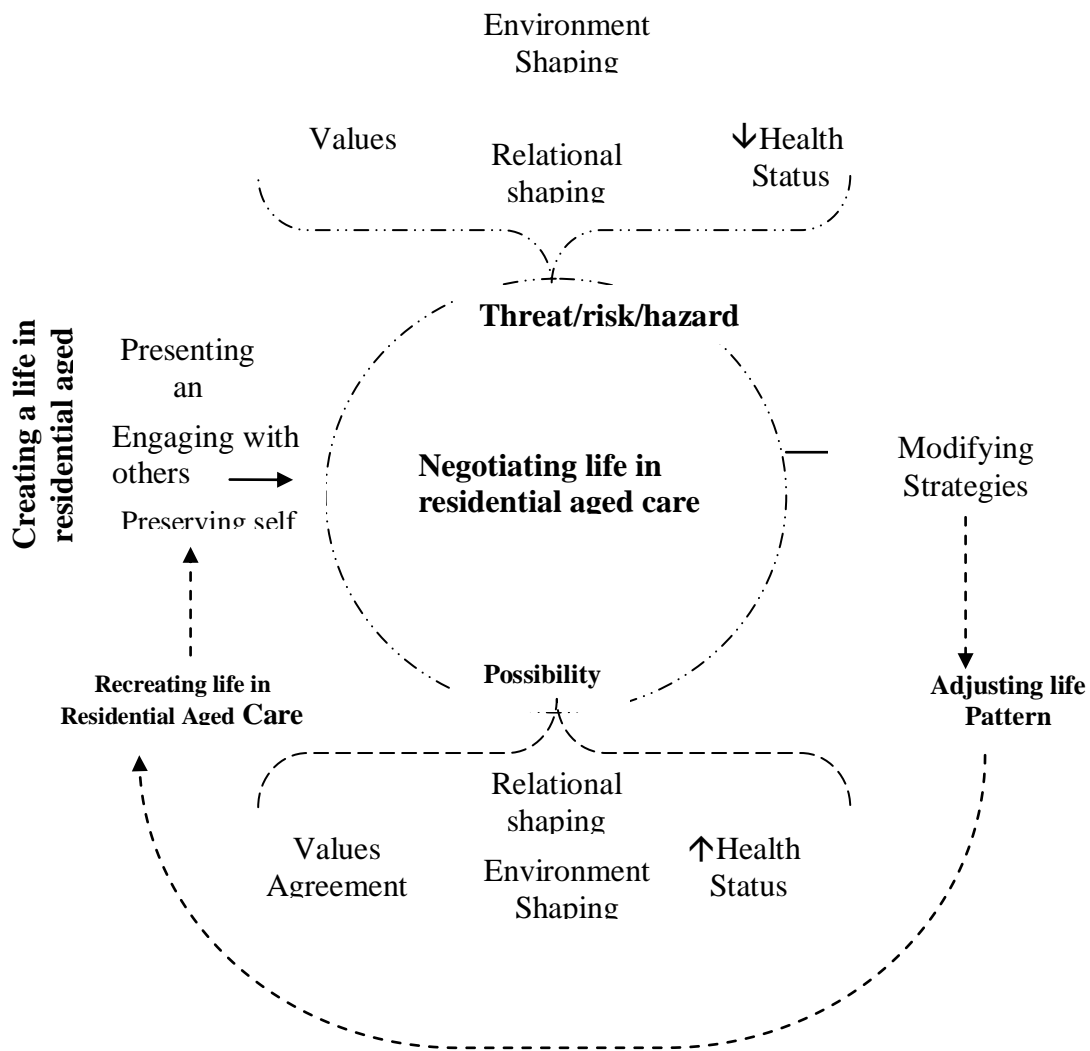 Environment
Shaping
Values
Relational
shaping
↓Health
Status
Threat/risk/hazard
Creating a life in
residential aged
Presenting
an
Engaging with
others
Preserving self
Negotiating life in
residential aged care
Modifying
Strategies
Possibility
Recreating life in
Residential Aged Care
Adjusting life
Pattern
Relational
shaping
Values
Agreement
Environment
Shaping
↑Health
Status